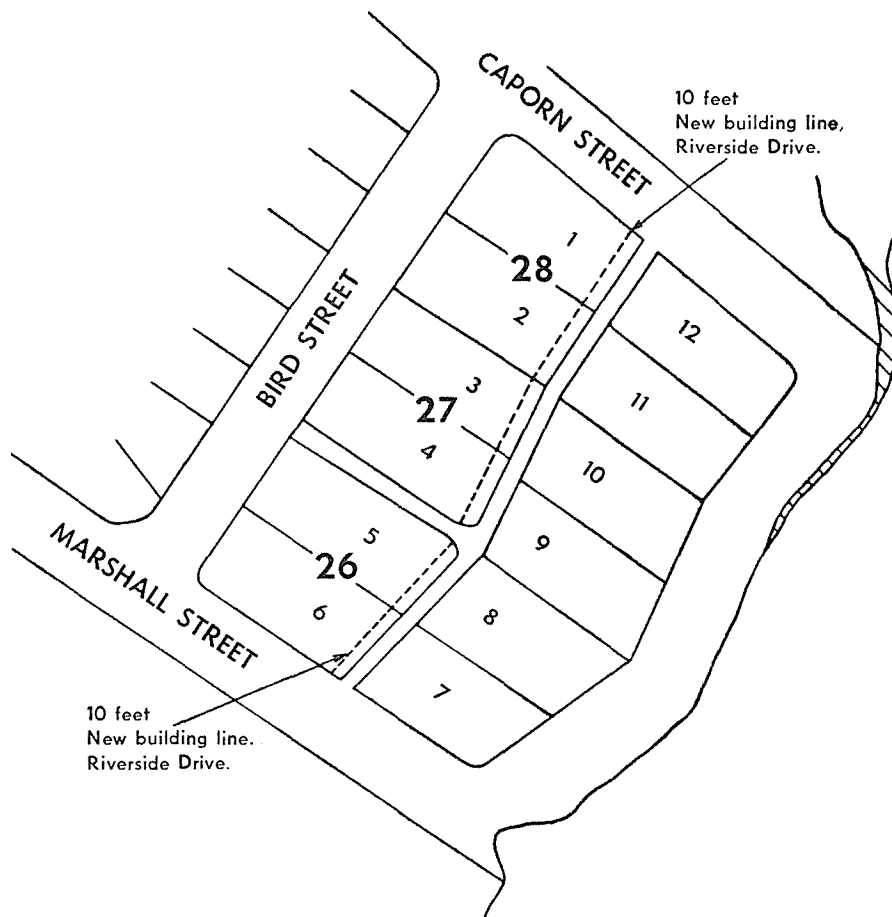 CAPORN STREET
10 feet
New building line,
Riverside Drive.
1
28
2
12
BIRD STREET
3
27
4
11
10
5
9
26
6
8
7
MARSHALL STREET
10 feet
New building line.
Riverside Drive.